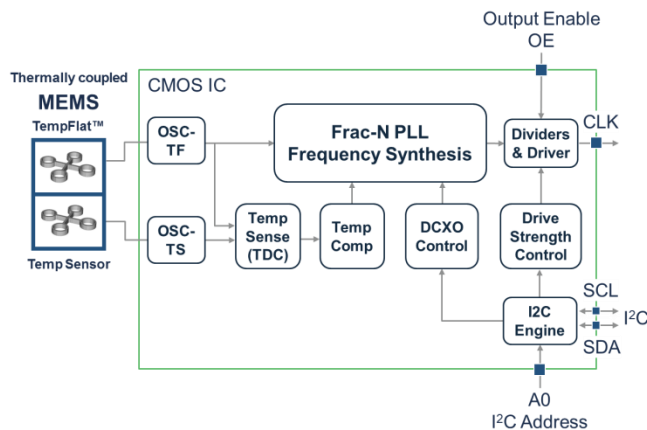 Output Enable
OE
Thermally coupled
MEMS
TempFlat™
CMOS IC
CLK
OSC-
TF
Frac-N PLL
Frequency Synthesis
Dividers
& Driver
OSC-
TS
Temp
Sense
(TDC)
Temp
Comp
DCXO
Control
Drive
Strength
Control
Temp Sensor
I2C
Engine
SCL
I²C
SDA
A0
I²C Address